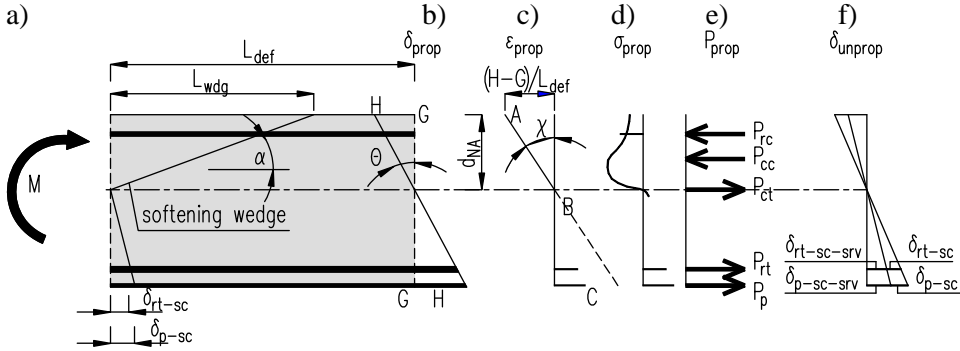 a) b) c) d) e) f)
L_def δ_prop ε_prop σ_prop P_prop δ_unprop
L_wdg (H-G)/L_def
H G A χ P_rc
α Θ d_NA P_cc
M P_ct
softening wedge B
δ_rt-sc-srv δ_rt-sc
P_rt
δ_p-sc-srv δ_p-sc
G H C P_p
δ_rt-sc
δ_p-sc